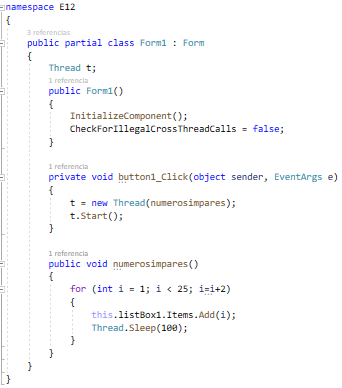 namespace E12
{
3 referencias
public partial class Form1 : Form
{
Thread t;
1 referencia
public Form1()
{
InitializeComponent();
CheckForIllegalCrossThreadCalls = false;
}
1 referencia
private void button1_Click(object sender, EventArgs e)
{
t = new Thread(numerosimpares);
t.Start();
}
1 referencia
public void numerosimpares()
{
for (int i = 1; i < 25; i=i+2)
{
this.listBox1.Items.Add(i);
Thread.Sleep(100);
}
}
}
}